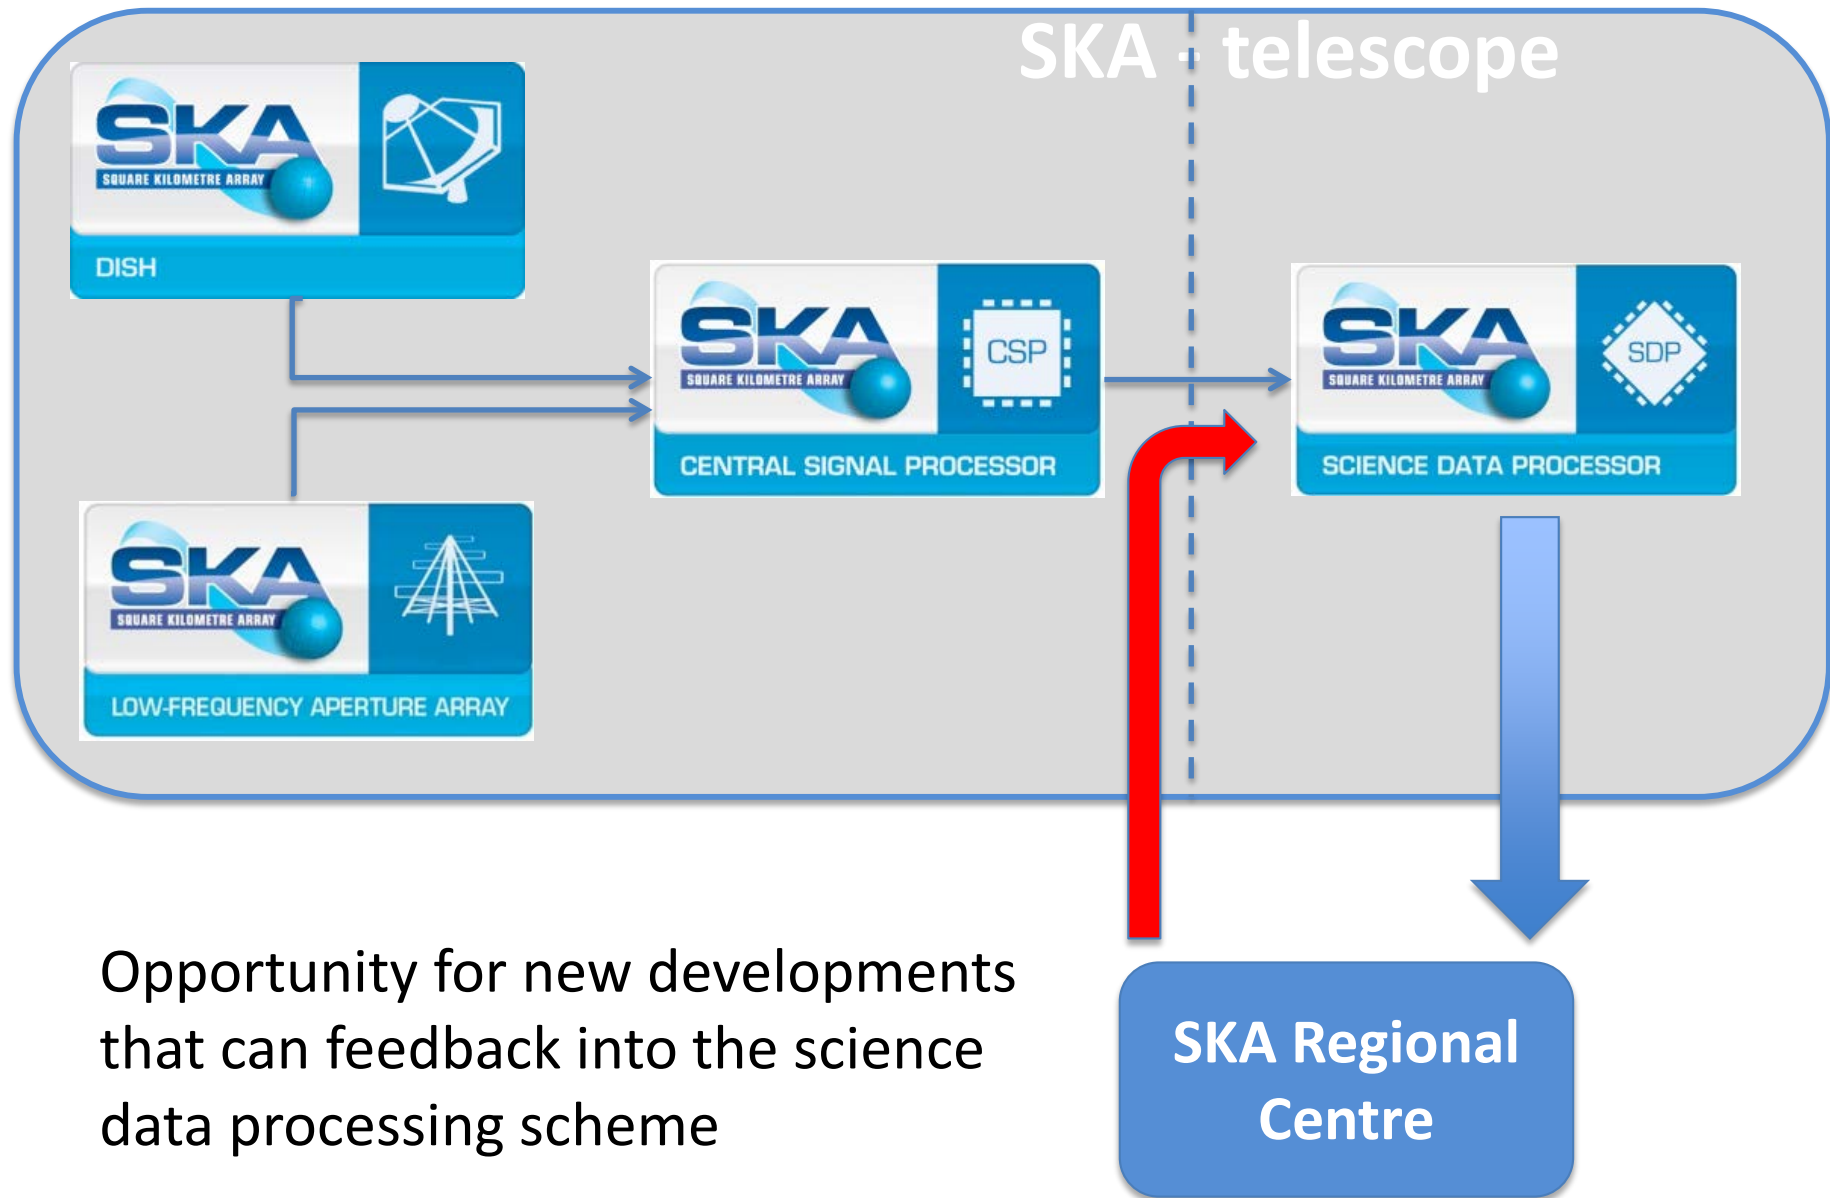 SKA - telescope
SKA
SQUARE KILOMETRE ARRAY
DISH
SKA
SQUARE KILOMETRE ARRAY
CSP
CENTRAL SIGNAL PROCESSOR
SKA
SQUARE KILOMETRE ARRAY
SDP
SCIENCE DATA PROCESSOR
SKA
SQUARE KILOMETRE ARRAY
LOW-FREQUENCY APERTURE ARRAY
Opportunity for new developments
that can feedback into the science
data processing scheme
SKA Regional
Centre